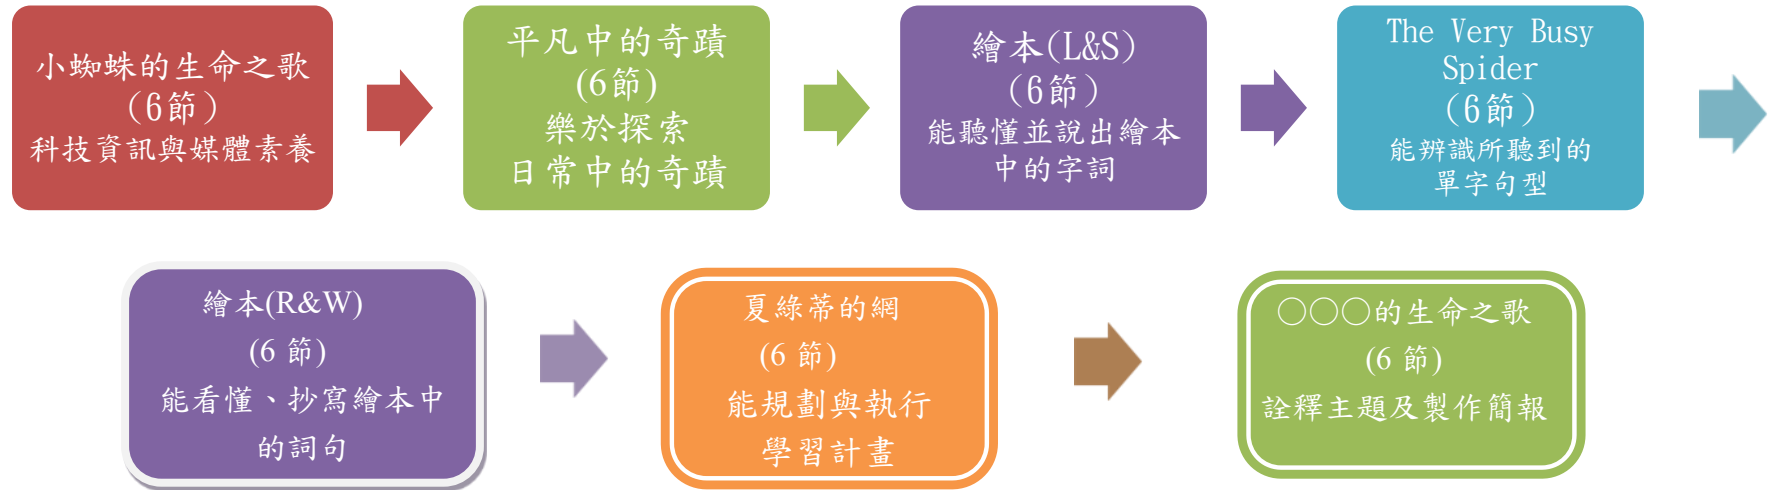 小蜘蛛的生命之歌
（6節）
科技資訊與媒體素養
平凡中的奇蹟
(6節)
樂於探索
日常中的奇蹟
繪本(L&S)
（6節）
能聽懂並說出繪本
中的字詞
The Very Busy
Spider
（6節）
能辨識所聽到的
單字句型
繪本(R&W)
(6 節)
能看懂、抄寫繪本中
的詞句
夏綠蒂的網
(6 節)
能規劃與執行
學習計畫
○○○的生命之歌
(6 節)
詮釋主題及製作簡報